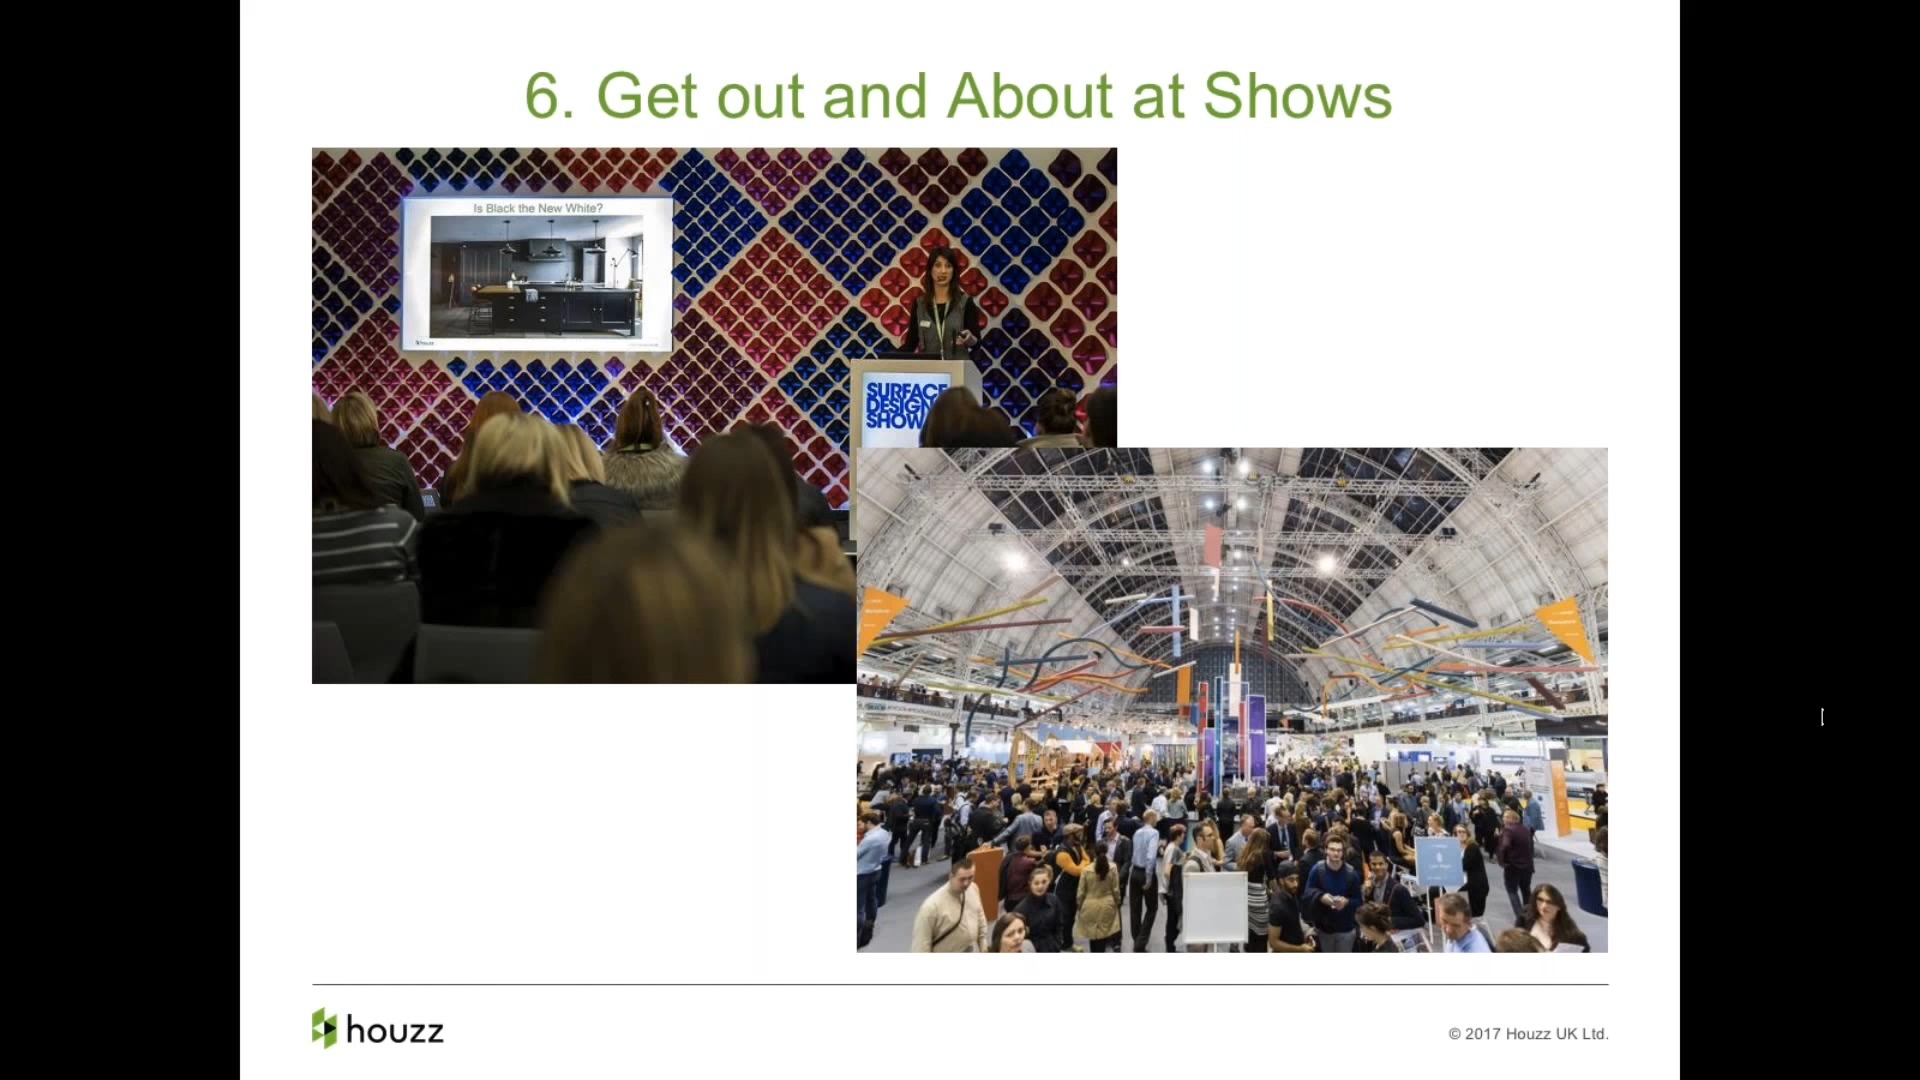 6. Get out and About at Shows
Is Black the New White?
houzz
SURFACE
DESIGN
SHOW
houzz
© 2017 Houzz UK Ltd.